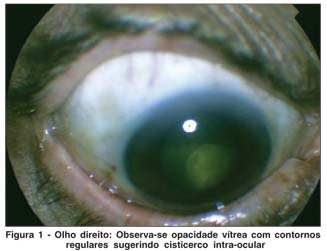 Figura 1 - Olho direito: Observa-se opacidade vítrea com contornos
regulares sugerindo cisticerco intra-ocular